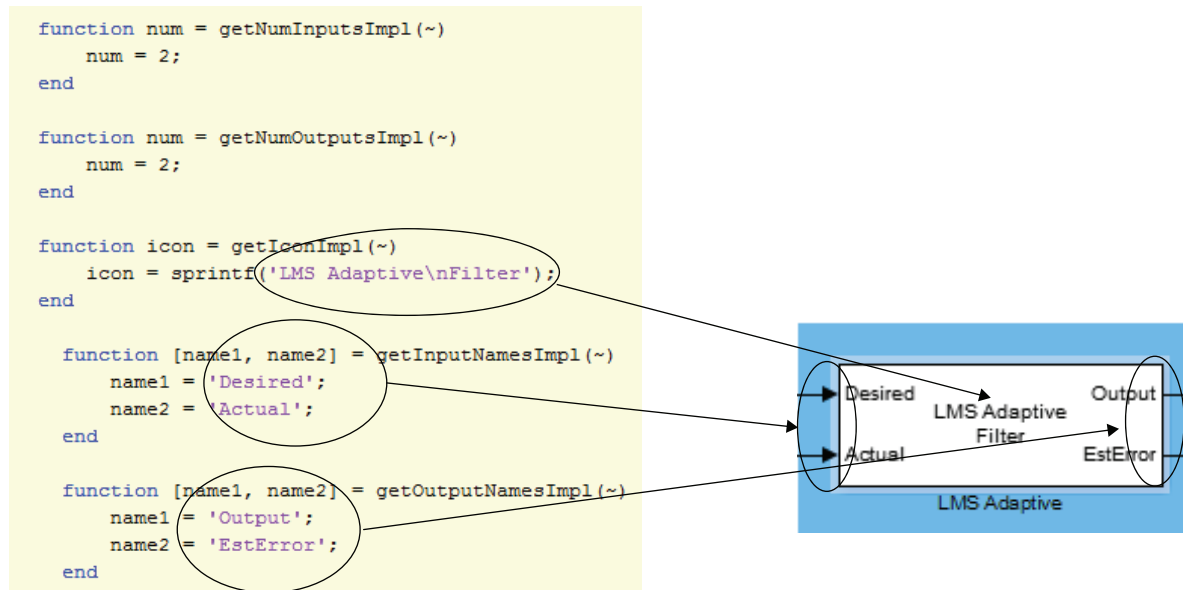 function num = getNumInputsImpl(~)
    num = 2;
end
function num = getNumOutputsImpl(~)
    num = 2;
end
function icon = getIconImpl(~)
    icon = sprintf('LMS Adaptive\nFilter');
end
function [name1, name2] = getInputNamesImpl(~)
    name1 = 'Desired';
    name2 = 'Actual';
end
function [name1, name2] = getOutputNamesImpl(~)
    name1 = 'Output';
    name2 = 'EstError';
end
Desired
Actual
LMS Adaptive
Filter
Output
EstError
LMS Adaptive